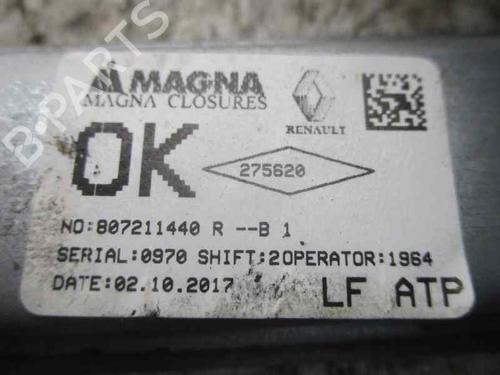 B-PARTS
MAGNA
MAGNA CLOSURES
RENAULT
OK
275620
NO:807211440 R --B 1
SERIAL:0970 SHIFT:2OPERATOR:1964
DATE:02.10.2017
LF ATP